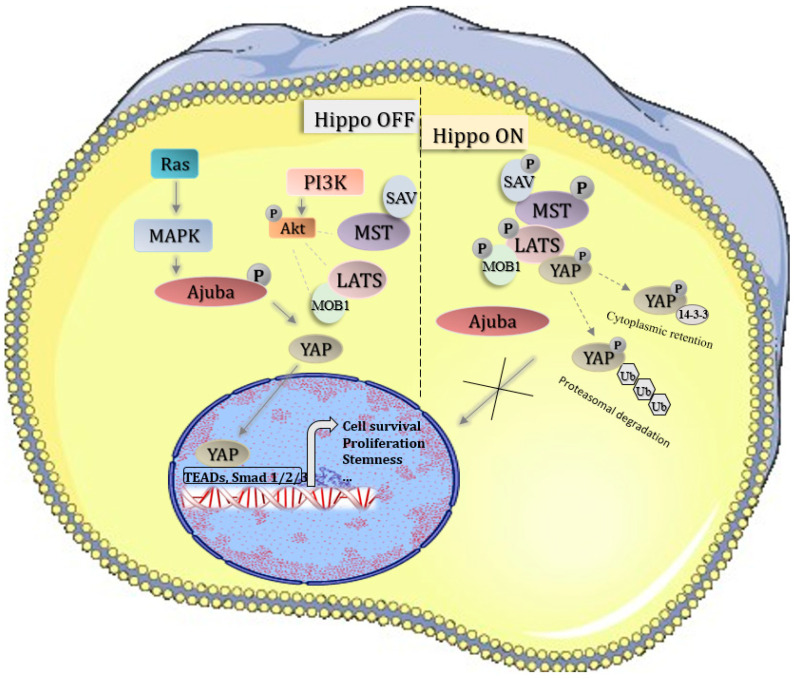 Hippo OFF
Ras
PI3K
SAV
P
Akt
MAPK
MST
P
Ajuba
LATS
MOB1
YAP
YAP
TEADs, Smad 1/2/3
Cell survival
Proliferation
Stemness
...
Hippo ON
P
SAV
P
MST
P
LATS
P
MOB1
P
YAP
P
YAP
14-3-3
Cytoplasmic retention
Ajuba
P
YAP
Ub
Ub
Ub
Proteasomal degradation